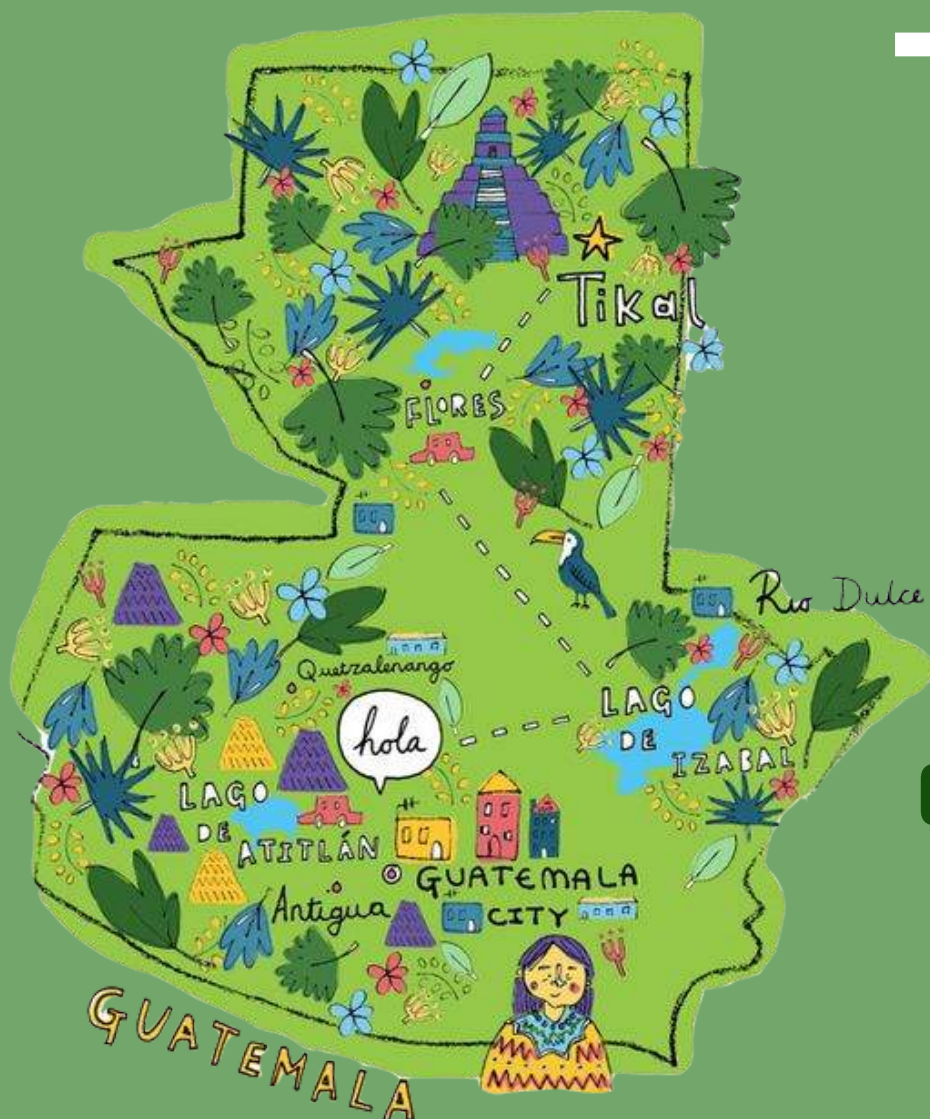 Tikal
FLORES
Rio Dulce
Quetzalenango
LAGO
DE
IZABAL
hola
LAGO
DE
ATITLÁN
GUATEMALA
CITY
Antigua
GUATEMALA